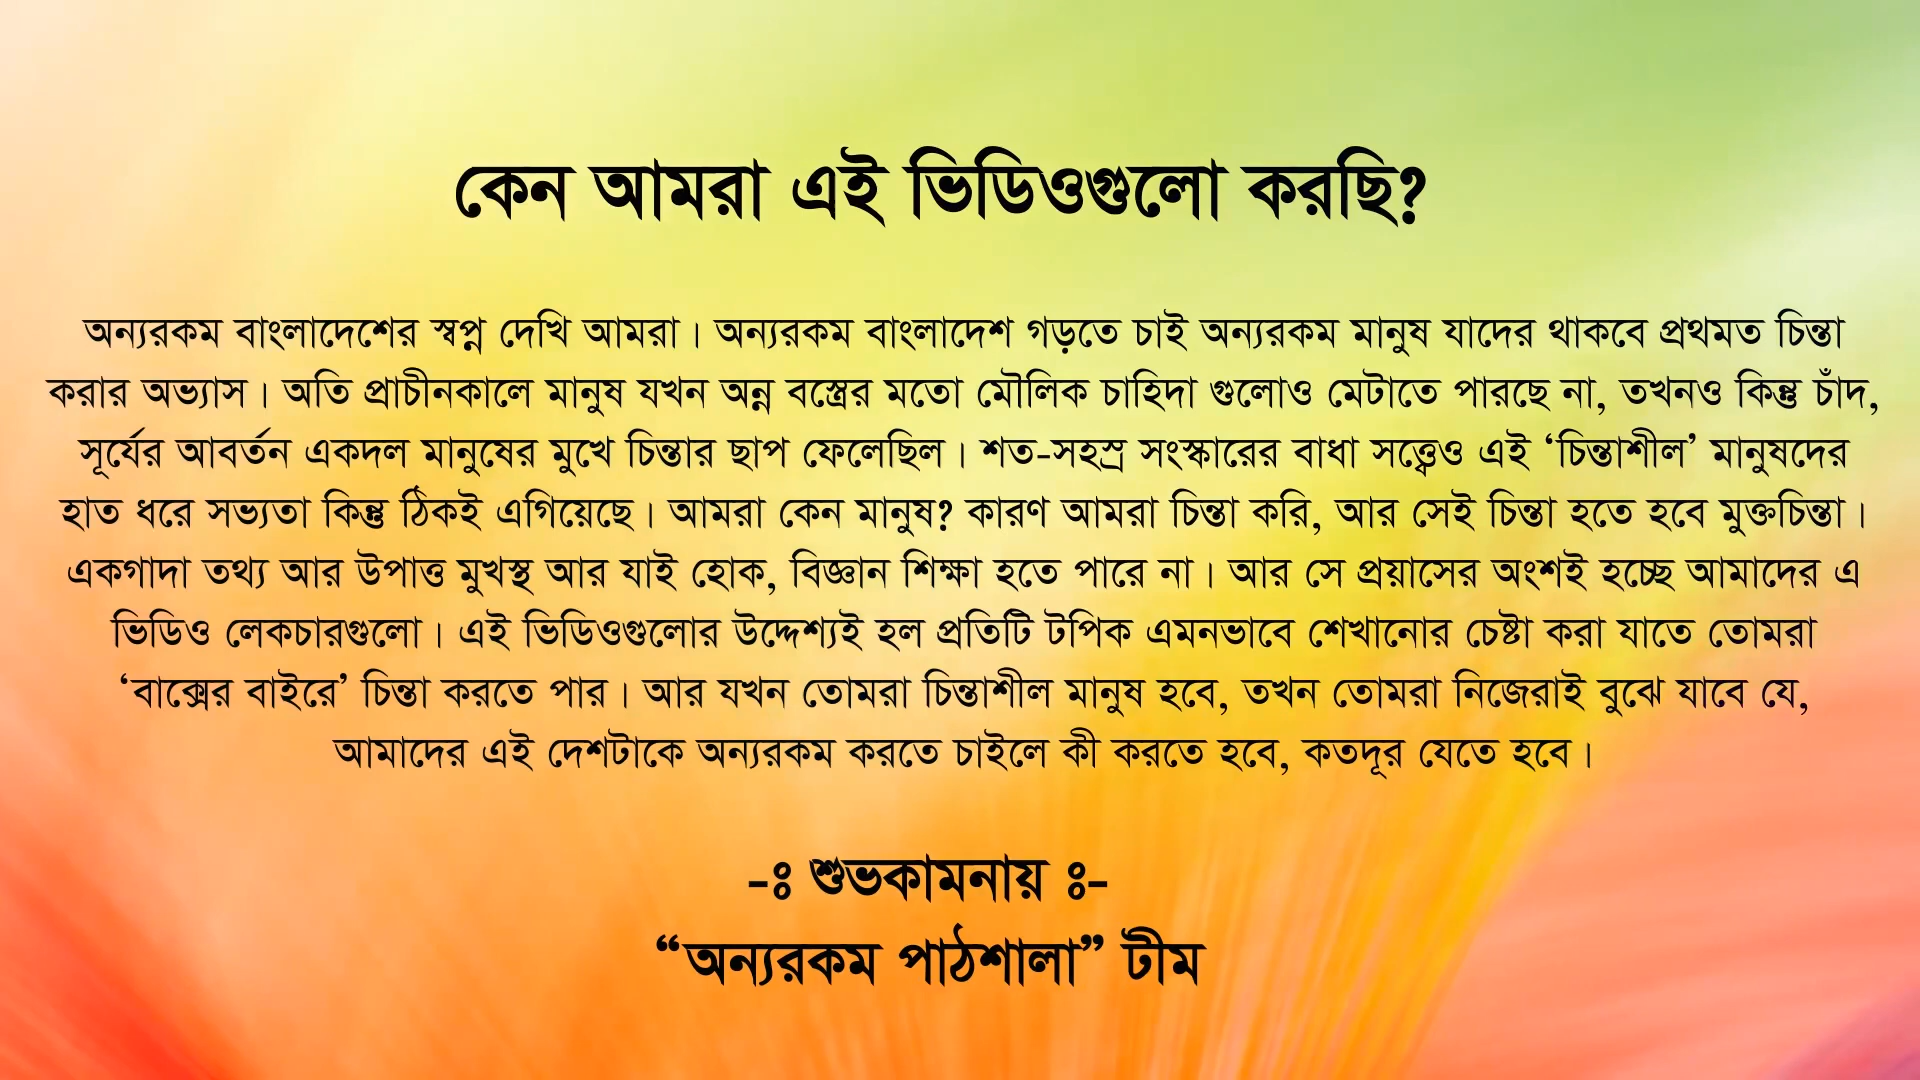 কেন আমরা এই ভিডিওগুলো করছি?
অন্যরকম বাংলাদেশের স্বপ্ন দেখি আমরা। অন্যরকম বাংলাদেশ গড়তে চাই অন্যরকম মানুষ যাদের থাকবে প্রথমত চিন্তা
করার অভ্যাস। অতি প্রাচীনকালে মানুষ যখন অন্ন বস্ত্রের মতো মৌলিক চাহিদা গুলোও মেটাতে পারছে না, তখনও কিন্তু চাঁদ,
সূর্যের আবর্তন একদল মানুষের মুখে চিন্তার ছাপ ফেলেছিল। শত-সহস্র সংস্কারের বাধা সত্ত্বেও এই ‘চিন্তাশীল’ মানুষদের
হাত ধরে সভ্যতা কিন্তু ঠিকই এগিয়েছে। আমরা কেন মানুষ? কারণ আমরা চিন্তা করি, আর সেই চিন্তা হতে হবে মুক্তচিন্তা।
একগাদা তথ্য আর উপাত্ত মুখস্থ আর যাই হোক, বিজ্ঞান শিক্ষা হতে পারে না। আর সে প্রয়াসের অংশই হচ্ছে আমাদের এ
ভিডিও লেকচারগুলো। এই ভিডিওগুলোর উদ্দেশ্যই হল প্রতিটি টপিক এমনভাবে শেখানোর চেষ্টা করা যাতে তোমরা
‘বাক্সের বাইরে’ চিন্তা করতে পার। আর যখন তোমরা চিন্তাশীল মানুষ হবে, তখন তোমরা নিজেরাই বুঝে যাবে যে,
আমাদের এই দেশটাকে অন্যরকম করতে চাইলে কী করতে হবে, কতদূর যেতে হবে।
-ঃ শুভকামনায় ঃ-
“অন্যরকম পাঠশালা” টীম